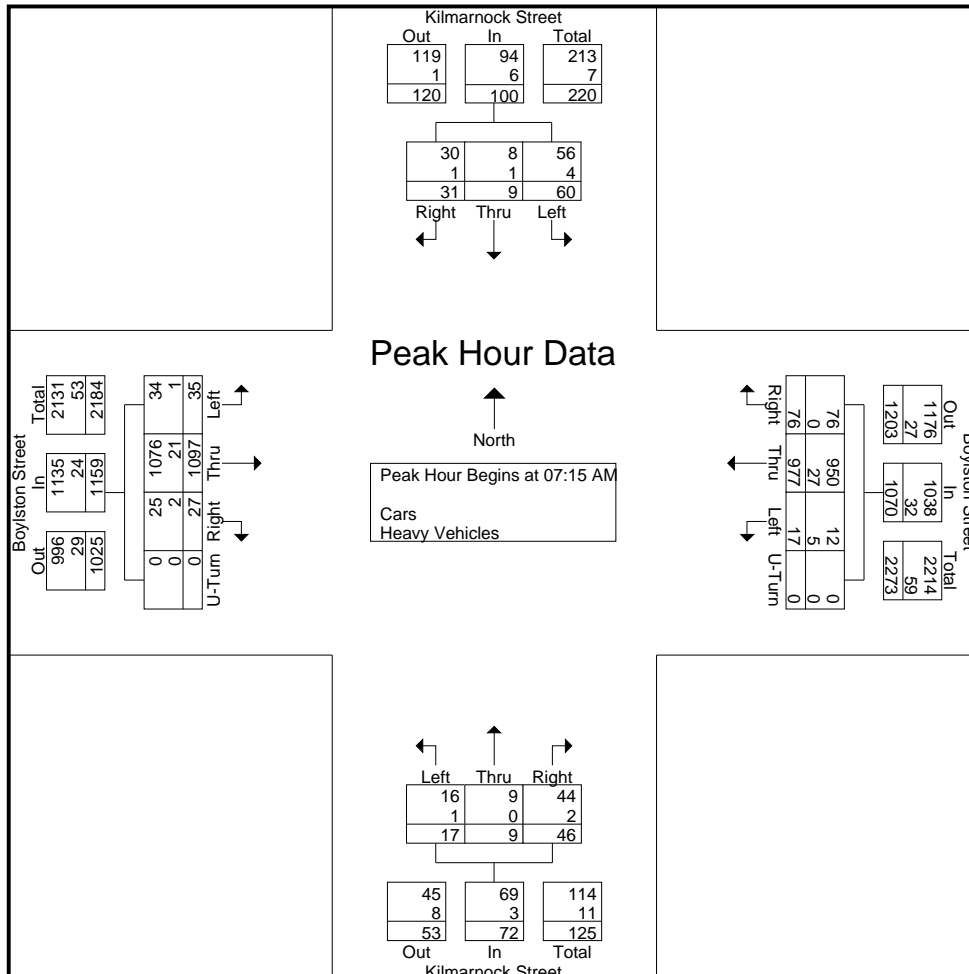 Kilmarnock Street
Out In Total
119 94 213
1 6 7
120 100 220
30 8 56
1 1 4
31 9 60
Right Thru Left
Peak Hour Data
North
Peak Hour Begins at 07:15 AM
Cars
Heavy Vehicles
Boylston Street
Out In Total
996 1135 2131
29 24 53
1025 1159 2184
34 1076 25 0
1 21 2 0
35 1097 27 0
Left Thru Right U-Turn
Boylston Street
Out In Total
1176 1038 2214
27 32 59
1203 1070 2273
76 950 12 0
0 27 5 0
76 977 17 0
Right Thru Left U-Turn
Left Thru Right
16 9 44
1 0 2
17 9 46
45 69 114
8 3 11
53 72 125
Out In Total
Kilmarnock Street